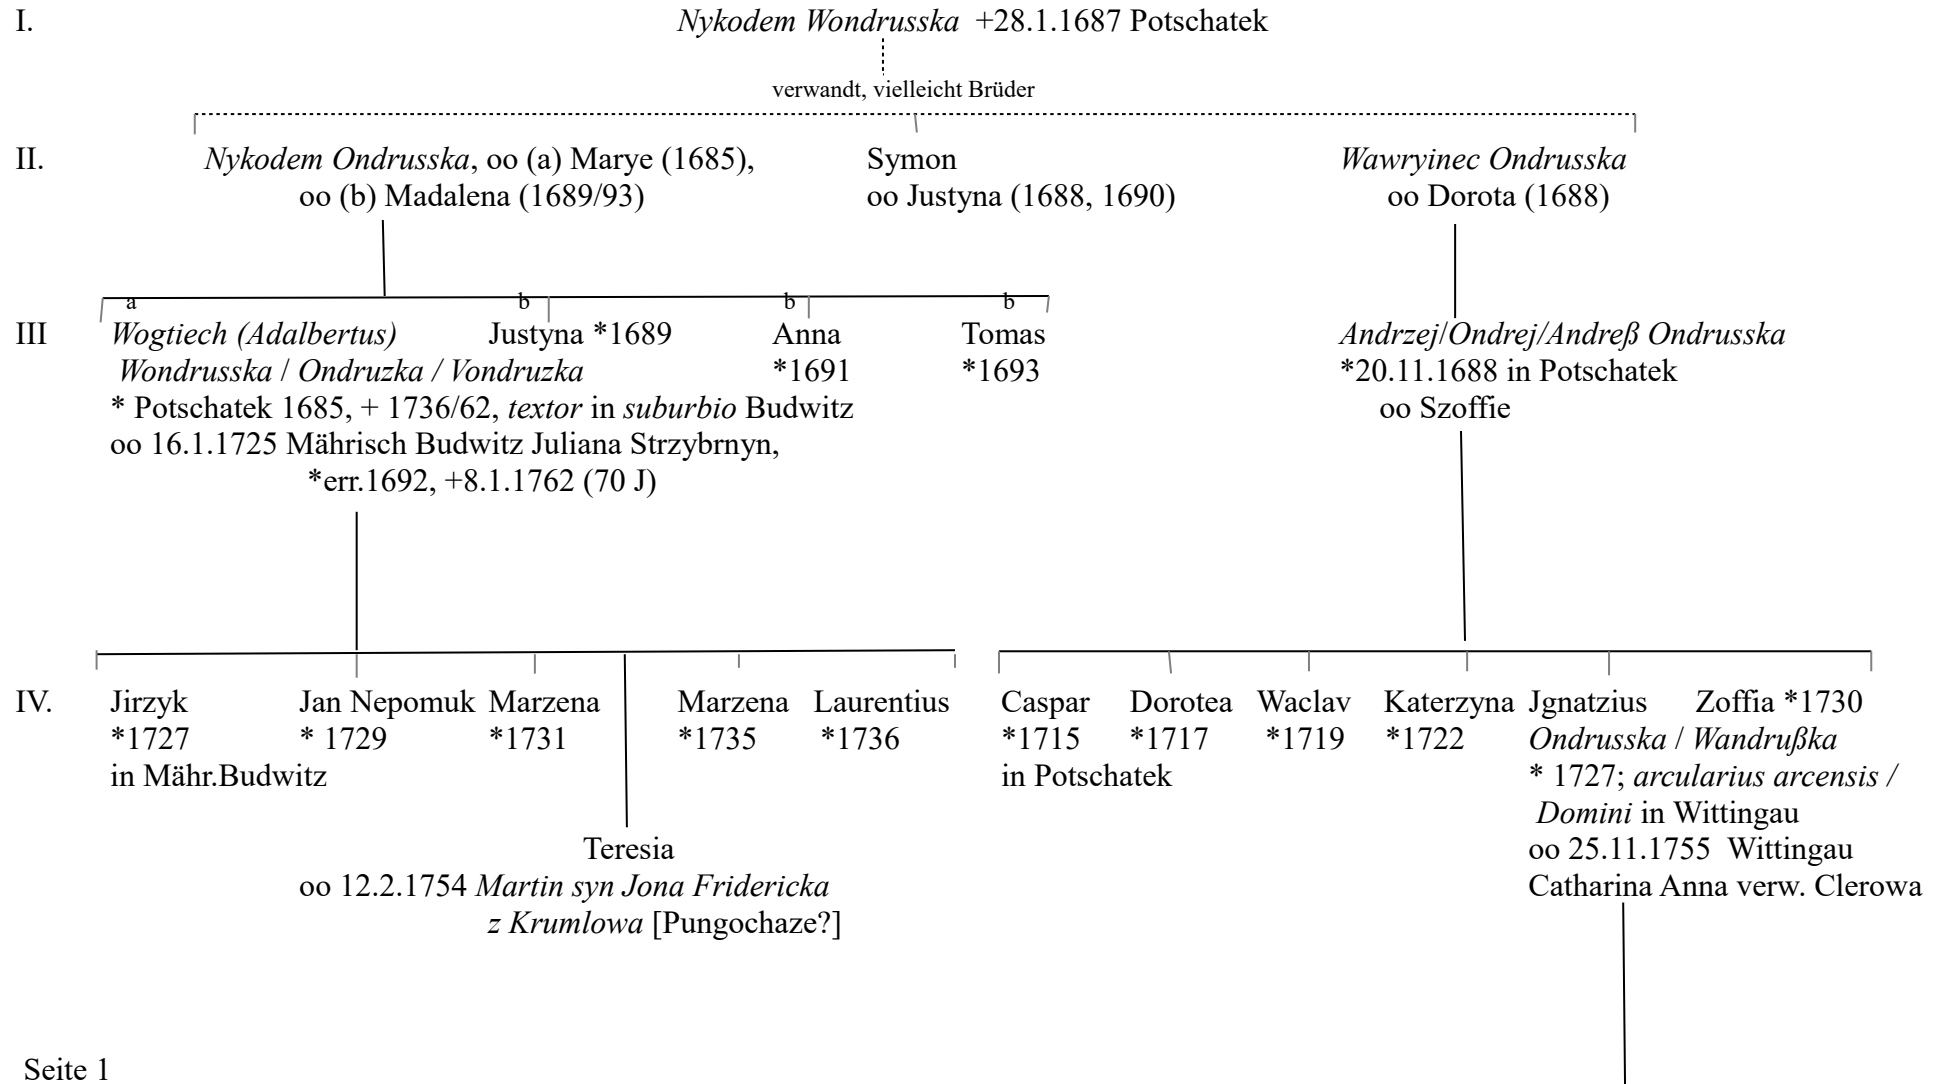 I. Nykodem Wondrusska +28.1.1687 Potschatek
verwandt, vielleicht Brüder
II. Nykodem Ondrusska, oo (a) Marye (1685), Symon Wawryinec Ondrusska
oo (b) Madalena (1689/93) oo Justyna (1688, 1690) oo Dorota (1688)
a b b b
III Wogtiech (Adalbertus) Justyna *1689 Anna Tomas Andrzej/Ondrej/Andreß Ondrusska
Wondrusska / Ondruzka / Vondruzka *1691 *1693 *20.11.1688 in Potschatek
* Potschatek 1685, + 1736/62, textor in suburbio Budwitz oo Szoffie
oo 16.1.1725 Mährisch Budwitz Juliana Strzybrnyn,
*err.1692, +8.1.1762 (70 J)
IV. Jirzyk Jan Nepomuk Marzena Marzena Laurentius Caspar Dorotea Waclav Katerzyna Jgnatzius Zoffia *1730
*1727 * 1729 *1731 *1735 *1736 *1715 *1717 *1719 *1722 Ondrusska / Wandrußka
in Mähr.Budwitz in Potschatek * 1727; arcularius arcensis /
Domini in Wittingau
Teresia oo 25.11.1755 Wittingau
oo 12.2.1754 Martin syn Jona Fridericka Catharina Anna verw. Clerowa
z Krumlowa [Pungochaze?]
Seite 1